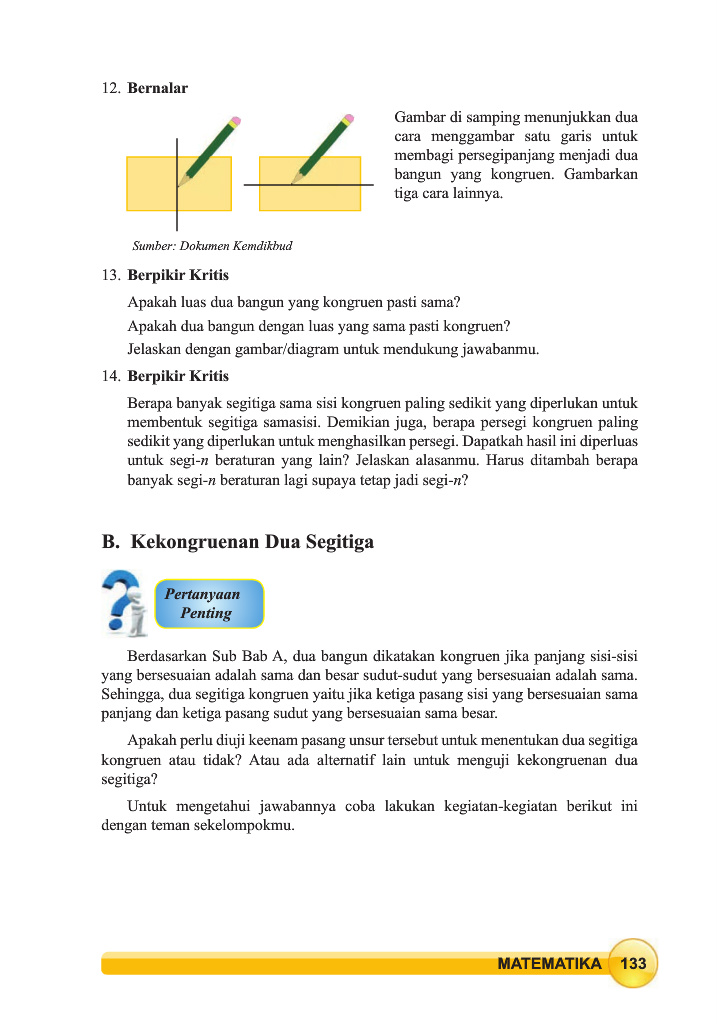 12. Bernalar
Gambar di samping menunjukkan dua
cara menggambar satu garis untuk
membagi persegipanjang menjadi dua
bangun yang kongruen. Gambarkan
tiga cara lainnya.
Sumber: Dokumen Kemdikbud
13. Berpikir Kritis
Apakah luas dua bangun yang kongruen pasti sama?
Apakah dua bangun dengan luas yang sama pasti kongruen?
Jelaskan dengan gambar/diagram untuk mendukung jawabanmu.
14. Berpikir Kritis
Berapa banyak segitiga sama sisi kongruen paling sedikit yang diperlukan untuk
membentuk segitiga samasisi. Demikian juga, berapa persegi kongruen paling
sedikit yang diperlukan untuk menghasilkan persegi. Dapatkah hasil ini diperluas
untuk segi-n beraturan yang lain? Jelaskan alasanmu. Harus ditambah berapa
banyak segi-n beraturan lagi supaya tetap jadi segi-n?
B. Kekongruenan Dua Segitiga
Pertanyaan
Penting
Berdasarkan Sub Bab A, dua bangun dikatakan kongruen jika panjang sisi-sisi
yang bersesuaian adalah sama dan besar sudut-sudut yang bersesuaian adalah sama.
Sehingga, dua segitiga kongruen yaitu jika ketiga pasang sisi yang bersesuaian sama
panjang dan ketiga pasang sudut yang bersesuaian sama besar.
Apakah perlu diuji keenam pasang unsur tersebut untuk menentukan dua segitiga
kongruen atau tidak? Atau ada alternatif lain untuk menguji kekongruenan dua
segitiga?
Untuk mengetahui jawabannya coba lakukan kegiatan-kegiatan berikut ini
dengan teman sekelompokmu.
MATEMATIKA 133